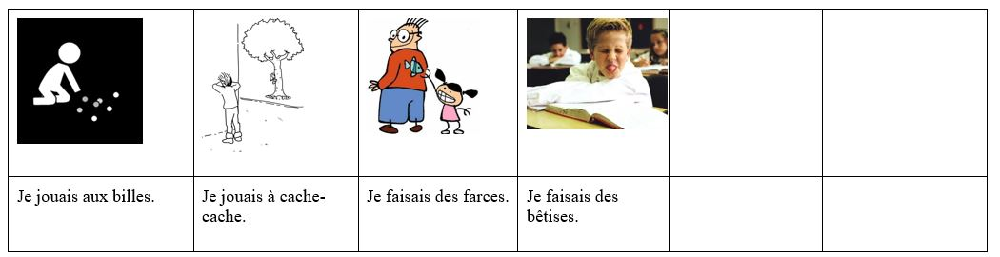 Je jouais aux billes.
Je jouais à cache-
cache.
Je faisais des farces.
Je faisais des
bêtises.